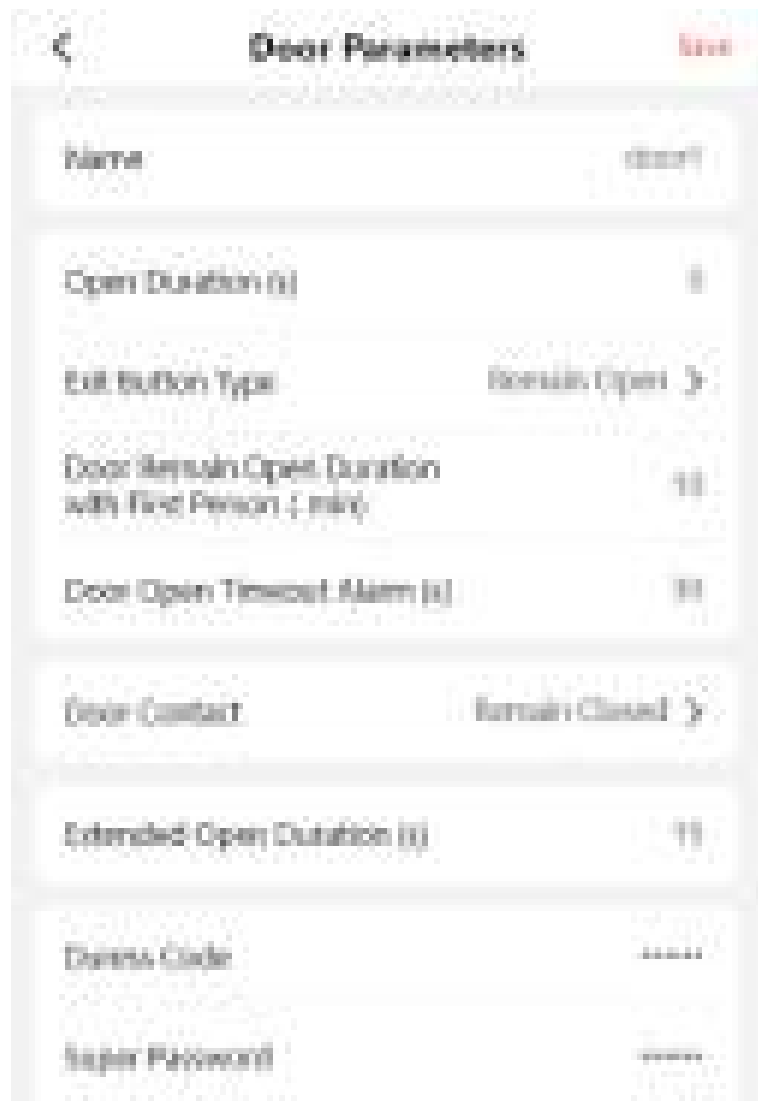 Door Parameters
Save
Name
door1
Open Duration (s)
Exit Button Type
Remain Open
Door Remain Open Duration
with First Person ( min)
10
Door Open Timeout Alarm (s)
Door Contact
Remain Closed
Extended Open Duration (s)
15
Duress Code
Super Password